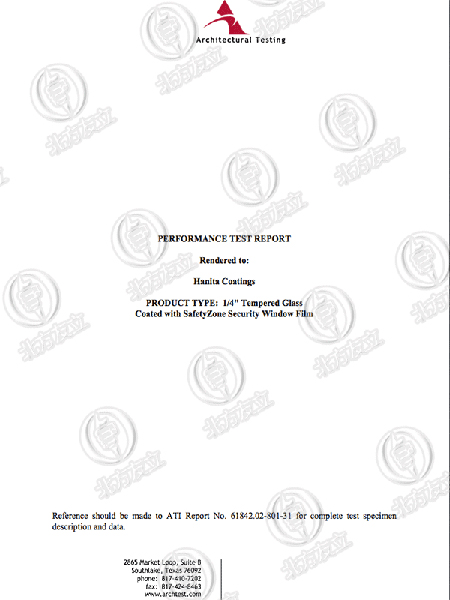 Architectural Testing
PERFORMANCE TEST REPORT
Rendered to:
Hanita Coatings
PRODUCT TYPE: 1/4" Tempered Glass
Coated with SafetyZone Security Window Film
Reference should be made to ATI Report No. 61842.02-801-31 for complete test specimen
description and data.
2865 Market Loop, Suite B
Southlake, Texas 76092
phone: 817-410-7202
fax: 817-424-8463
www.archtest.com